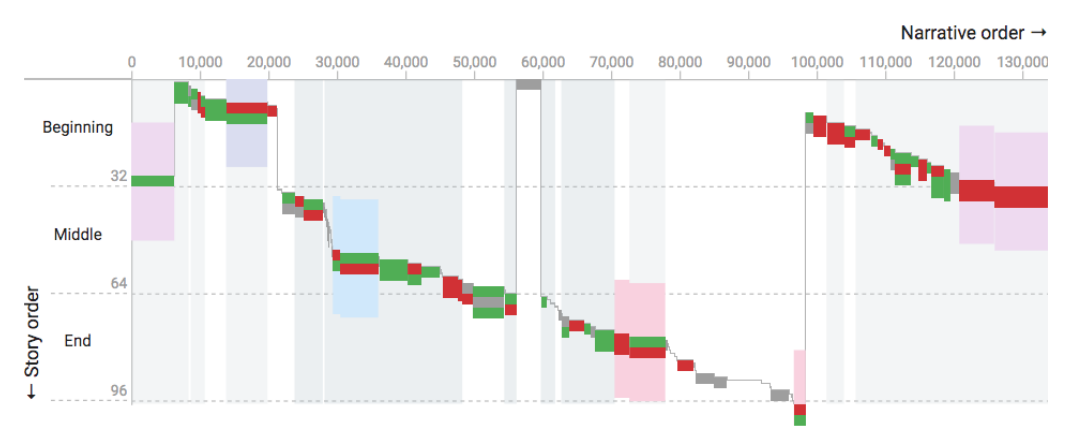 Narrative order →
0 10,000 20,000 30,000 40,000 50,000 60,000 70,000 80,000 90,000 100,000 110,000 120,000 130,000
Beginning
32
Middle
64
End
96
← Story order